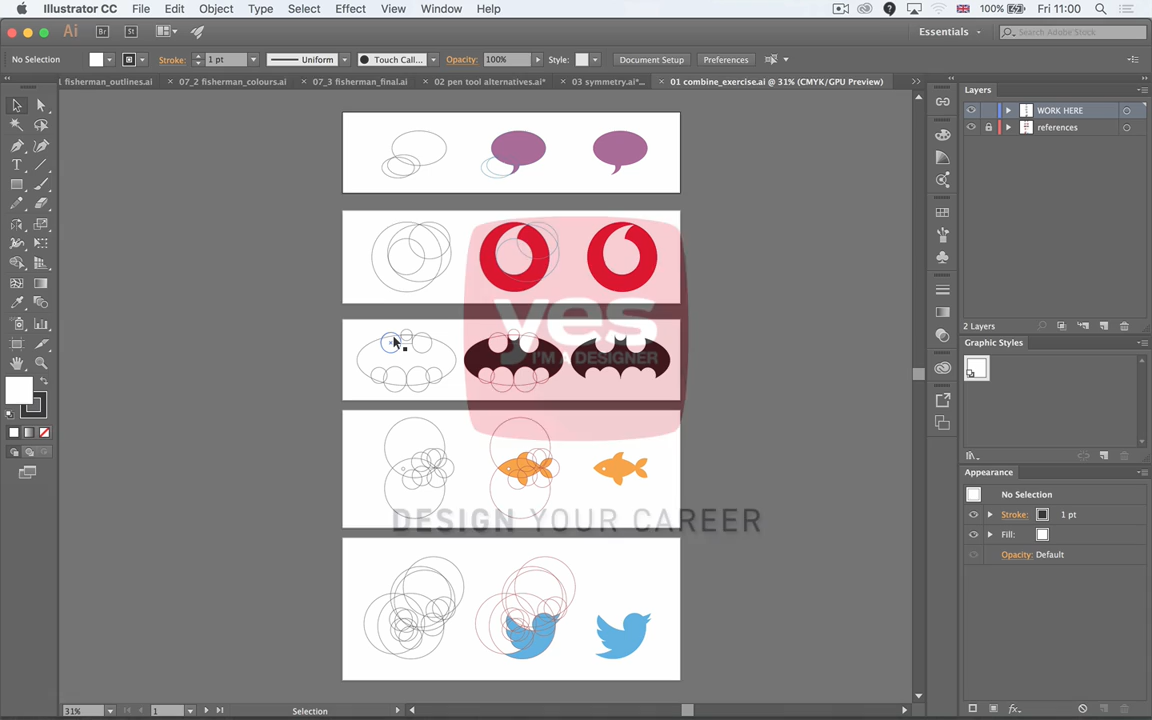 Illustrator CC File Edit Object Type Select Effect View Window Help 100% Fri 11:00
Ai Br St Essentials Search Adobe Stock
No Selection Stroke: 1 pt Uniform Touch Call... Opacity: 100% Style: Document Setup Preferences
fisherman_outlines.ai × 07_2 fisherman_colours.ai × 07_3 fisherman_final.ai × 02 pen tool alternatives.ai* × 03 symmetry.ai*... × 01 combine_exercise.ai @ 31% (CMYK/GPU Preview)
Layers
WORK HERE
references
yes
I'M A DESIGNER
2 Layers
Graphic Styles
Appearance
No Selection
DESIGN YOUR CAREER
Stroke: 1 pt
Fill:
Opacity: Default
31% 1 Selection
fx